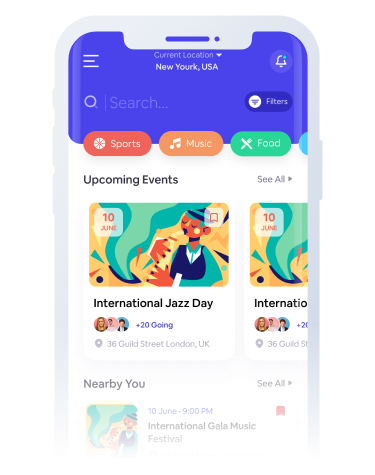 Current Location
New Yourk, USA
Search...
Filters
Sports
Music
Food
Upcoming Events
See All
10
JUNE
10
JUNE
International Jazz Day
Internatio
+20 Going
+20
36 Guild Street London, UK
36 Guild St
Nearby You
See All
10 June - 9:00 PM
International Gala Music
Festival